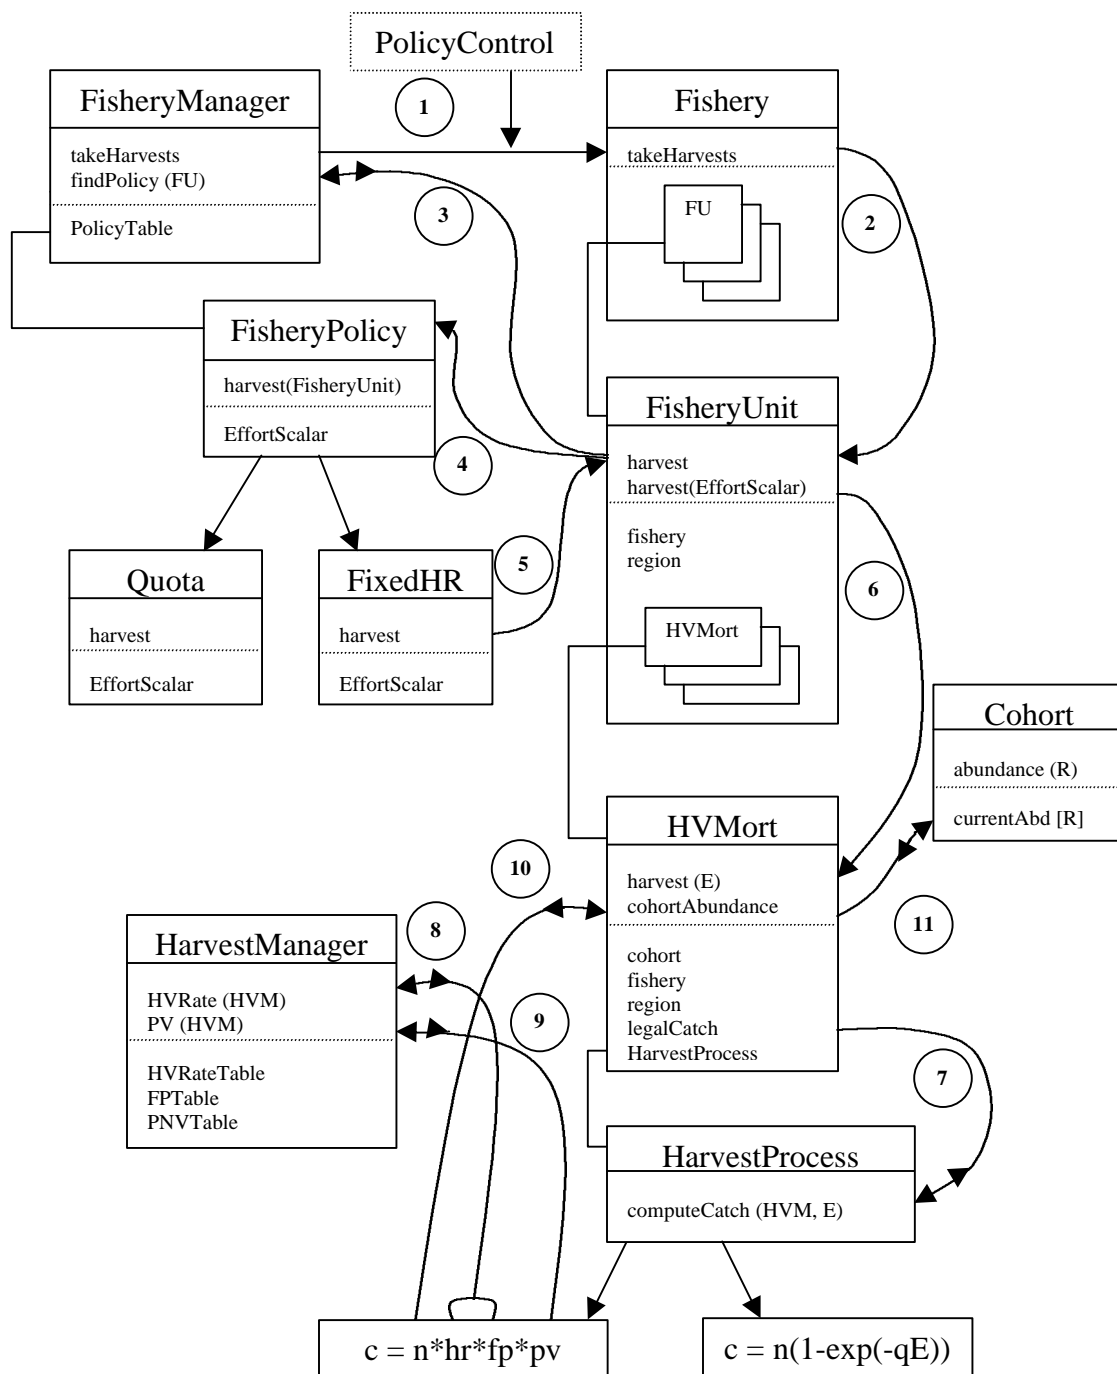 PolicyControl
FisheryManager
takeHarvests
findPolicy (FU)
PolicyTable
1
Fishery
takeHarvests
FU
2
3
FisheryPolicy
harvest(FisheryUnit)
EffortScalar
4
FisheryUnit
harvest
harvest(EffortScalar)
fishery
region
HVMort
Quota
harvest
EffortScalar
FixedHR
harvest
EffortScalar
5
6
Cohort
abundance (R)
currentAbd [R]
HVMort
harvest (E)
cohortAbundance
cohort
fishery
region
legalCatch
HarvestProcess
10
11
HarvestManager
HVRate (HVM)
PV (HVM)
HVRateTable
FPTable
PNVTable
8
9
7
HarvestProcess
computeCatch (HVM, E)
c = n*hr*fp*pv
c = n(1-exp(-qE))